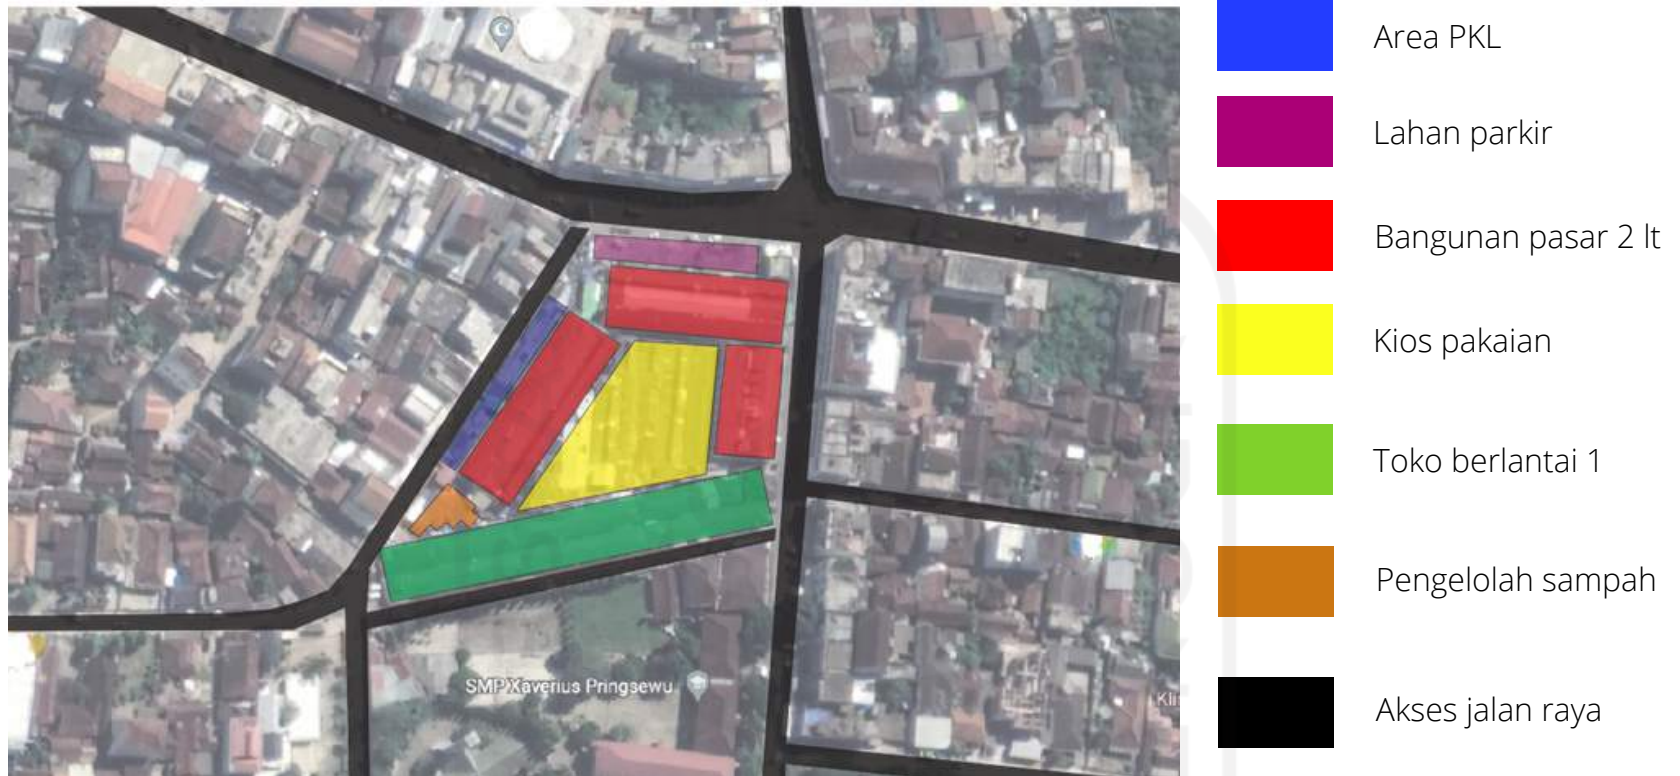 Area PKL
Lahan parkir
Bangunan pasar 2 lt
Kios pakaian
Toko berlantai 1
Pengelolah sampah
Akses jalan raya
SMP Xaverius Pringsewu